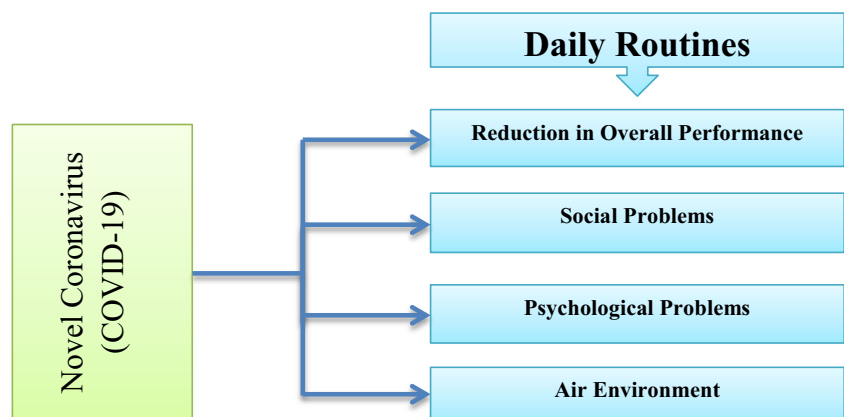 Daily Routines
Novel Coronavirus
(COVID-19)
Reduction in Overall Performance
Social Problems
Psychological Problems
Air Environment